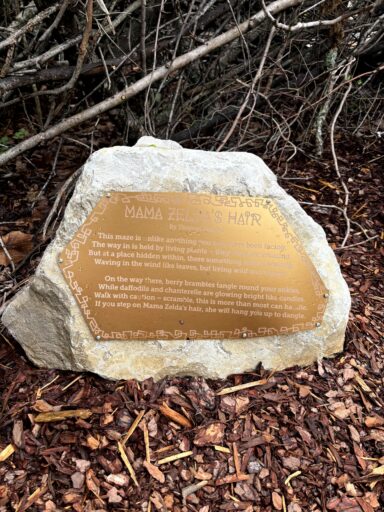 MAMA ZELDA'S HAIR
By
This maze is unlike anything you have ever been facing.
The way in is held by living plants
But at a place hidden within, these
Waving in the wind like leaves, but living
On the way there, berry brambles tangle round your ankles,
While daffodils and chanterelle are glowing bright like candles.
Walk with caution – scramble, this is more than most can handle.
If you step on Mama Zelda's hair, she will hang you up to dangle.